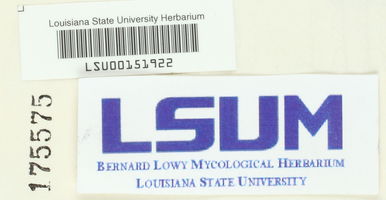 Louisiana State University Herbarium
LSU00151922
175575
LSUM
BERNARD LOWY MYCOLOGICAL HERBARIUM
LOUISIANA STATE UNIVERSITY